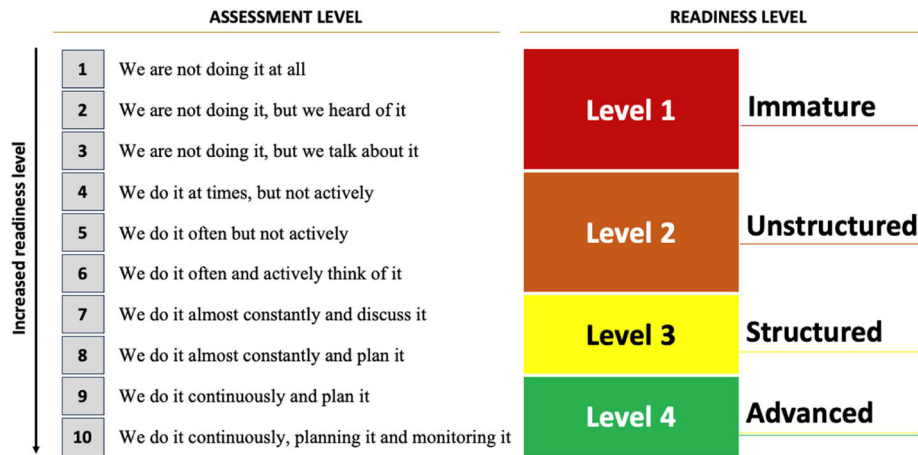 ASSESSMENT LEVEL
READINESS LEVEL
Increased readiness level
1 We are not doing it at all
2 We are not doing it, but we heard of it
3 We are not doing it, but we talk about it
4 We do it at times, but not actively
5 We do it often but not actively
6 We do it often and actively think of it
7 We do it almost constantly and discuss it
8 We do it almost constantly and plan it
9 We do it continuously and plan it
10 We do it continuously, planning it and monitoring it
Level 1 Immature
Level 2 Unstructured
Level 3 Structured
Level 4 Advanced